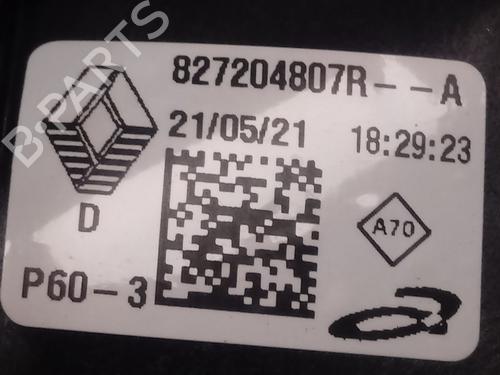 827204807R--A
21/05/21 18:29:23
D
A70
P60-3
B-PARTS